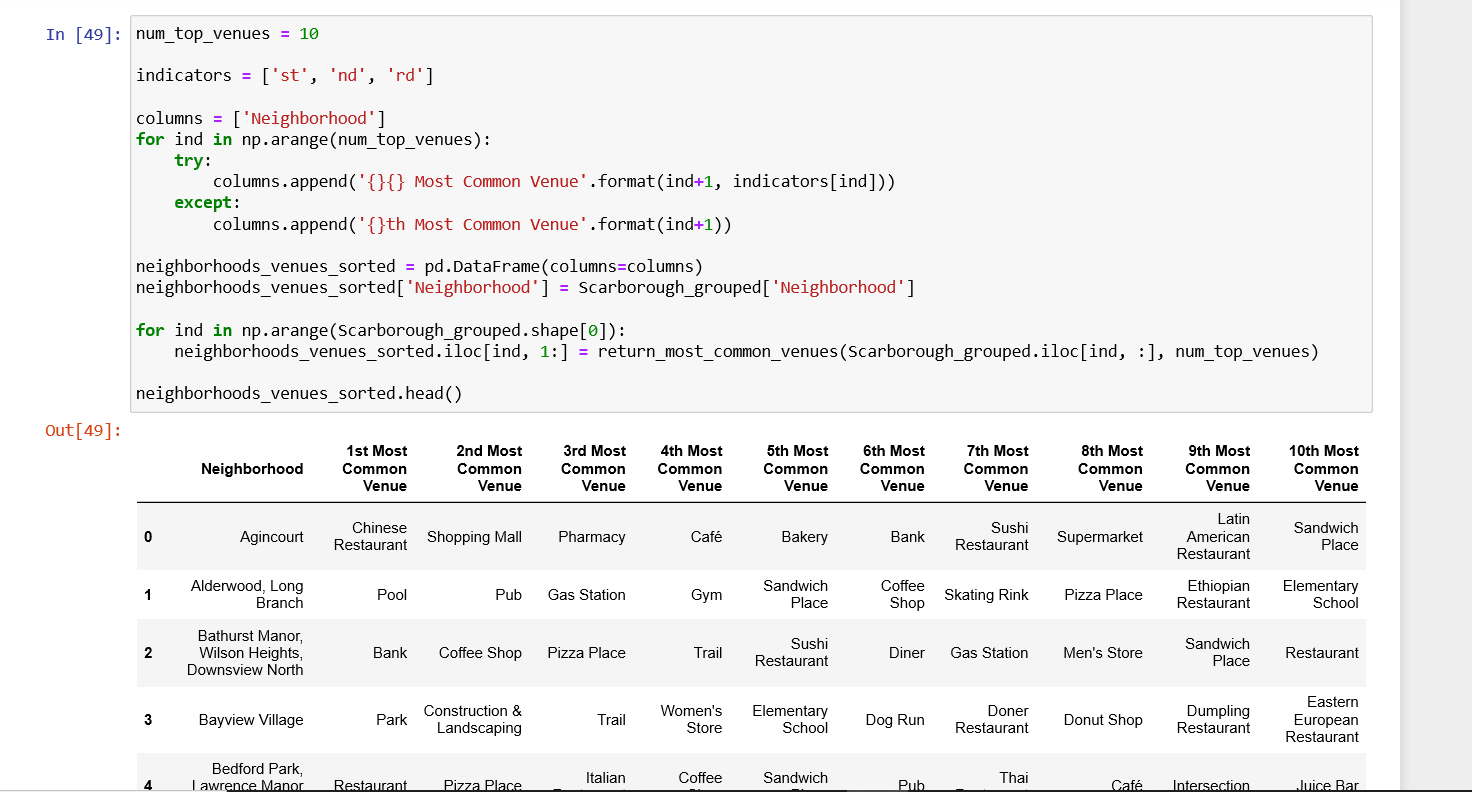 In [49]:
num_top_venues = 10
indicators = ['st', 'nd', 'rd']
columns = ['Neighborhood']
for ind in np.arange(num_top_venues):
    try:
        columns.append('{}{} Most Common Venue'.format(ind+1, indicators[ind]))
    except:
        columns.append('{}th Most Common Venue'.format(ind+1))
neighborhoods_venues_sorted = pd.DataFrame(columns=columns)
neighborhoods_venues_sorted['Neighborhood'] = Scarborough_grouped['Neighborhood']
for ind in np.arange(Scarborough_grouped.shape[0]):
    neighborhoods_venues_sorted.iloc[ind, 1:] = return_most_common_venues(Scarborough_grouped.iloc[ind, :], num_top_venues)
neighborhoods_venues_sorted.head()
Out[49]:
Neighborhood 1st Most Common Venue 2nd Most Common Venue 3rd Most Common Venue 4th Most Common Venue 5th Most Common Venue 6th Most Common Venue 7th Most Common Venue 8th Most Common Venue 9th Most Common Venue 10th Most Common Venue
0 Agincourt Chinese Restaurant Shopping Mall Pharmacy Café Bakery Bank Sushi Restaurant Supermarket Latin American Restaurant Sandwich Place
1 Alderwood, Long Branch Pool Pub Gas Station Gym Sandwich Place Coffee Shop Skating Rink Pizza Place Ethiopian Restaurant Elementary School
2 Bathurst Manor, Wilson Heights, Downsview North Bank Coffee Shop Pizza Place Trail Sushi Restaurant Diner Gas Station Men's Store Sandwich Place Restaurant
3 Bayview Village Park Construction & Landscaping Trail Women's Store Elementary School Dog Run Doner Restaurant Donut Shop Dumpling Restaurant Eastern European Restaurant
4 Bedford Park, Lawrence Manor Restaurant Pizza Place Italian Coffee Sandwich Pub Thai Café Intersection Juice Bar